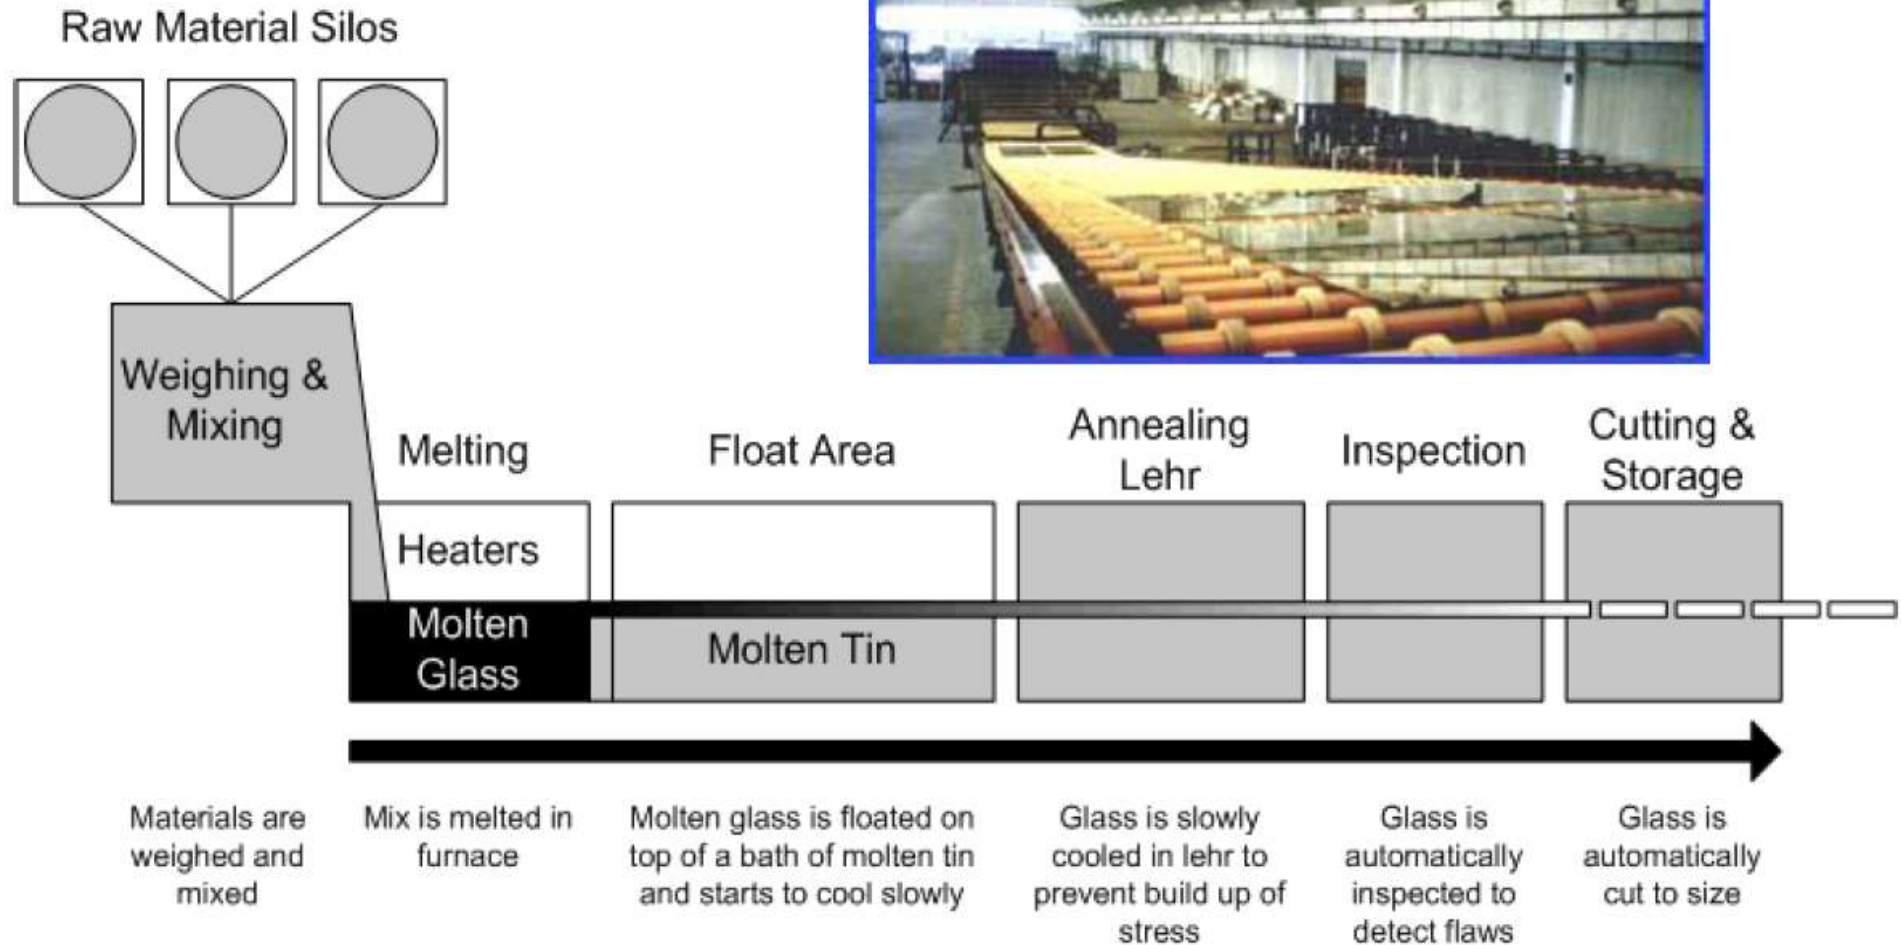 Raw Material Silos
Weighing &
Mixing
Melting
Float Area
Annealing
Lehr
Inspection
Cutting &
Storage
Heaters
Molten
Glass
Molten Tin
Materials are
weighed and
mixed
Mix is melted in
furnace
Molten glass is floated on
top of a bath of molten tin
and starts to cool slowly
Glass is slowly
cooled in lehr to
prevent build up of
stress
Glass is
automatically
inspected to
detect flaws
Glass is
automatically
cut to size